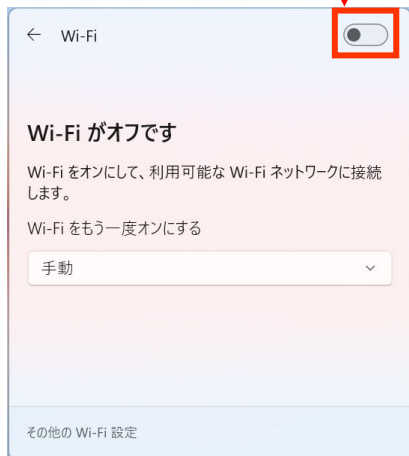 Wi-Fi
Wi-Fi がオフです
Wi-Fi をオンにして、利用可能な Wi-Fi ネットワークに接続
します。
Wi-Fi をもう一度オンにする
手動
その他の Wi-Fi 設定